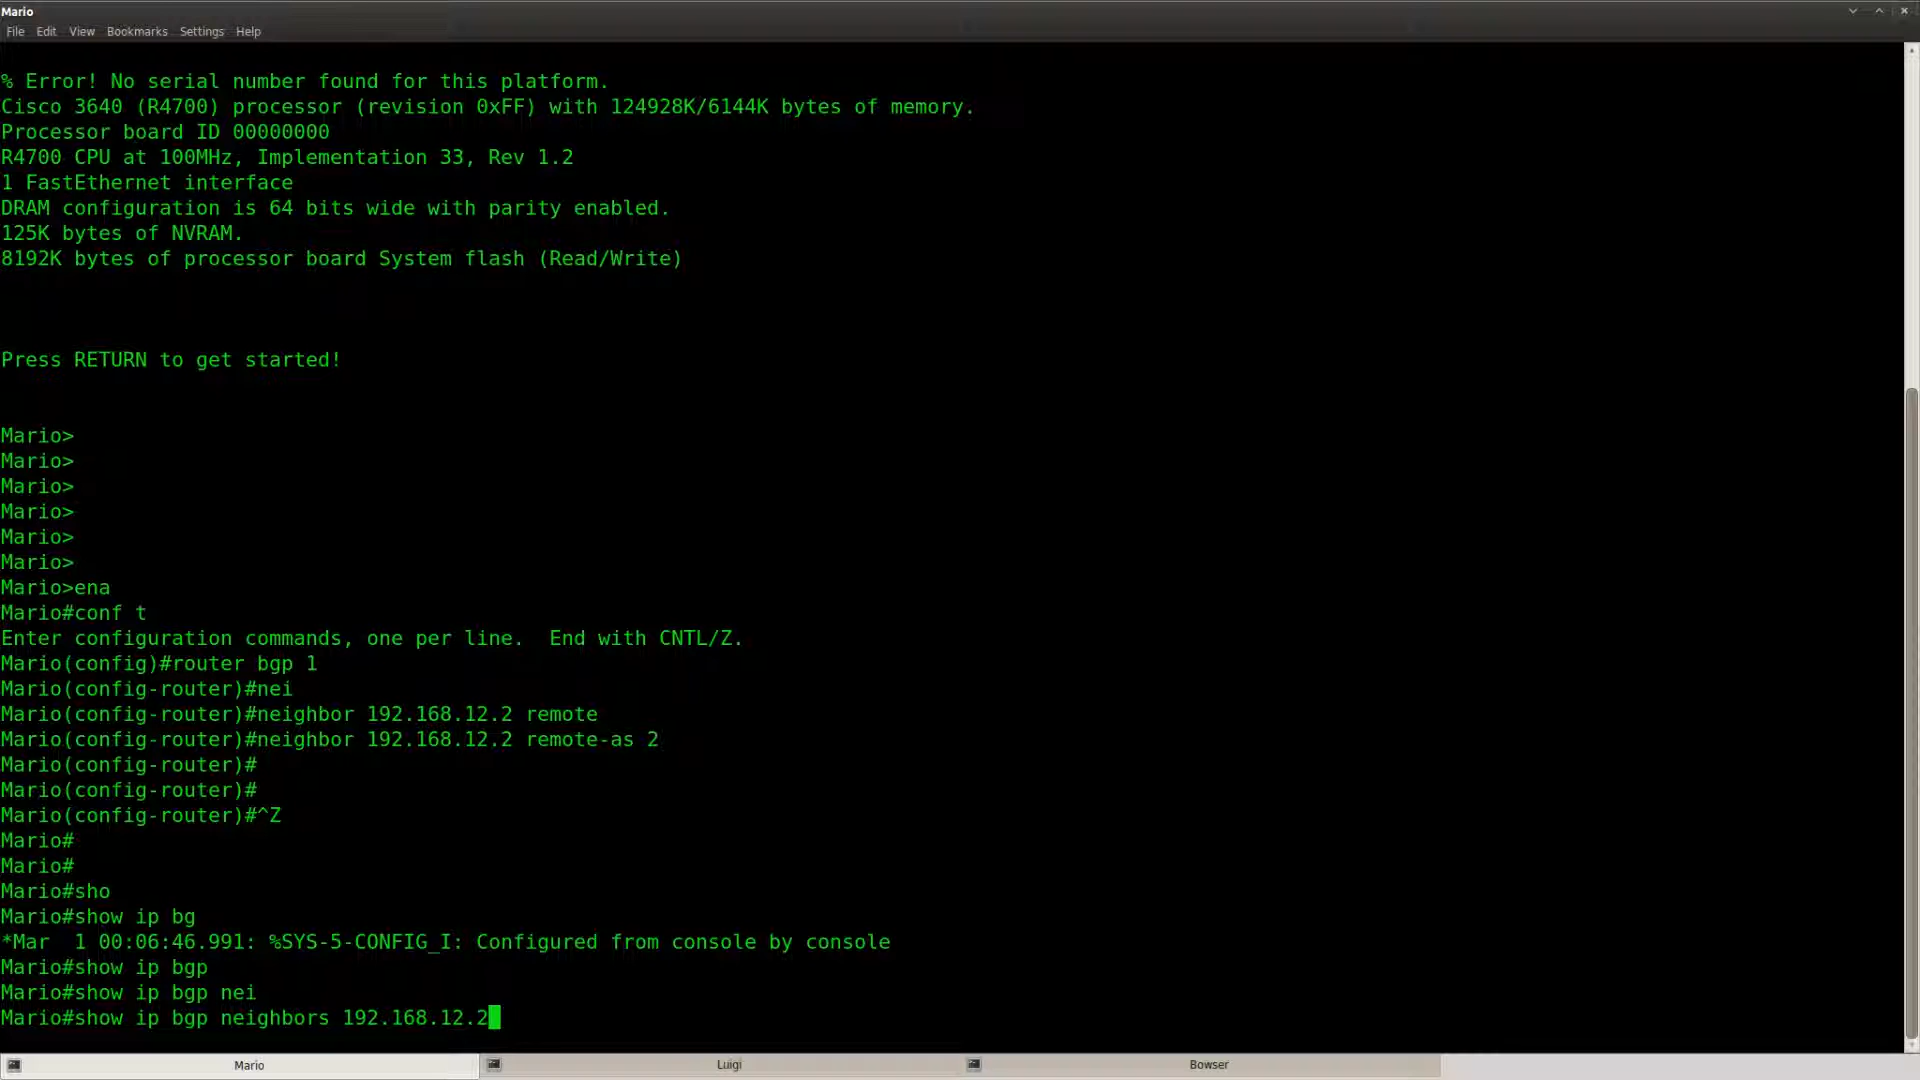 Mario
File Edit View Bookmarks Settings Help
% Error! No serial number found for this platform.
Cisco 3640 (R4700) processor (revision 0xFF) with 124928K/6144K bytes of memory.
Processor board ID 00000000
R4700 CPU at 100MHz, Implementation 33, Rev 1.2
1 FastEthernet interface
DRAM configuration is 64 bits wide with parity enabled.
125K bytes of NVRAM.
8192K bytes of processor board System flash (Read/Write)
Press RETURN to get started!
Mario>
Mario>
Mario>
Mario>
Mario>
Mario>
Mario>ena
Mario#conf t
Enter configuration commands, one per line.  End with CNTL/Z.
Mario(config)#router bgp 1
Mario(config-router)#nei
Mario(config-router)#neighbor 192.168.12.2 remote
Mario(config-router)#neighbor 192.168.12.2 remote-as 2
Mario(config-router)#
Mario(config-router)#
Mario(config-router)#^Z
Mario#
Mario#
Mario#sho
Mario#show ip bg
*Mar  1 00:06:46.991: %SYS-5-CONFIG_I: Configured from console by console
Mario#show ip bgp
Mario#show ip bgp nei
Mario#show ip bgp neighbors 192.168.12.2
Mario Luigi Bowser